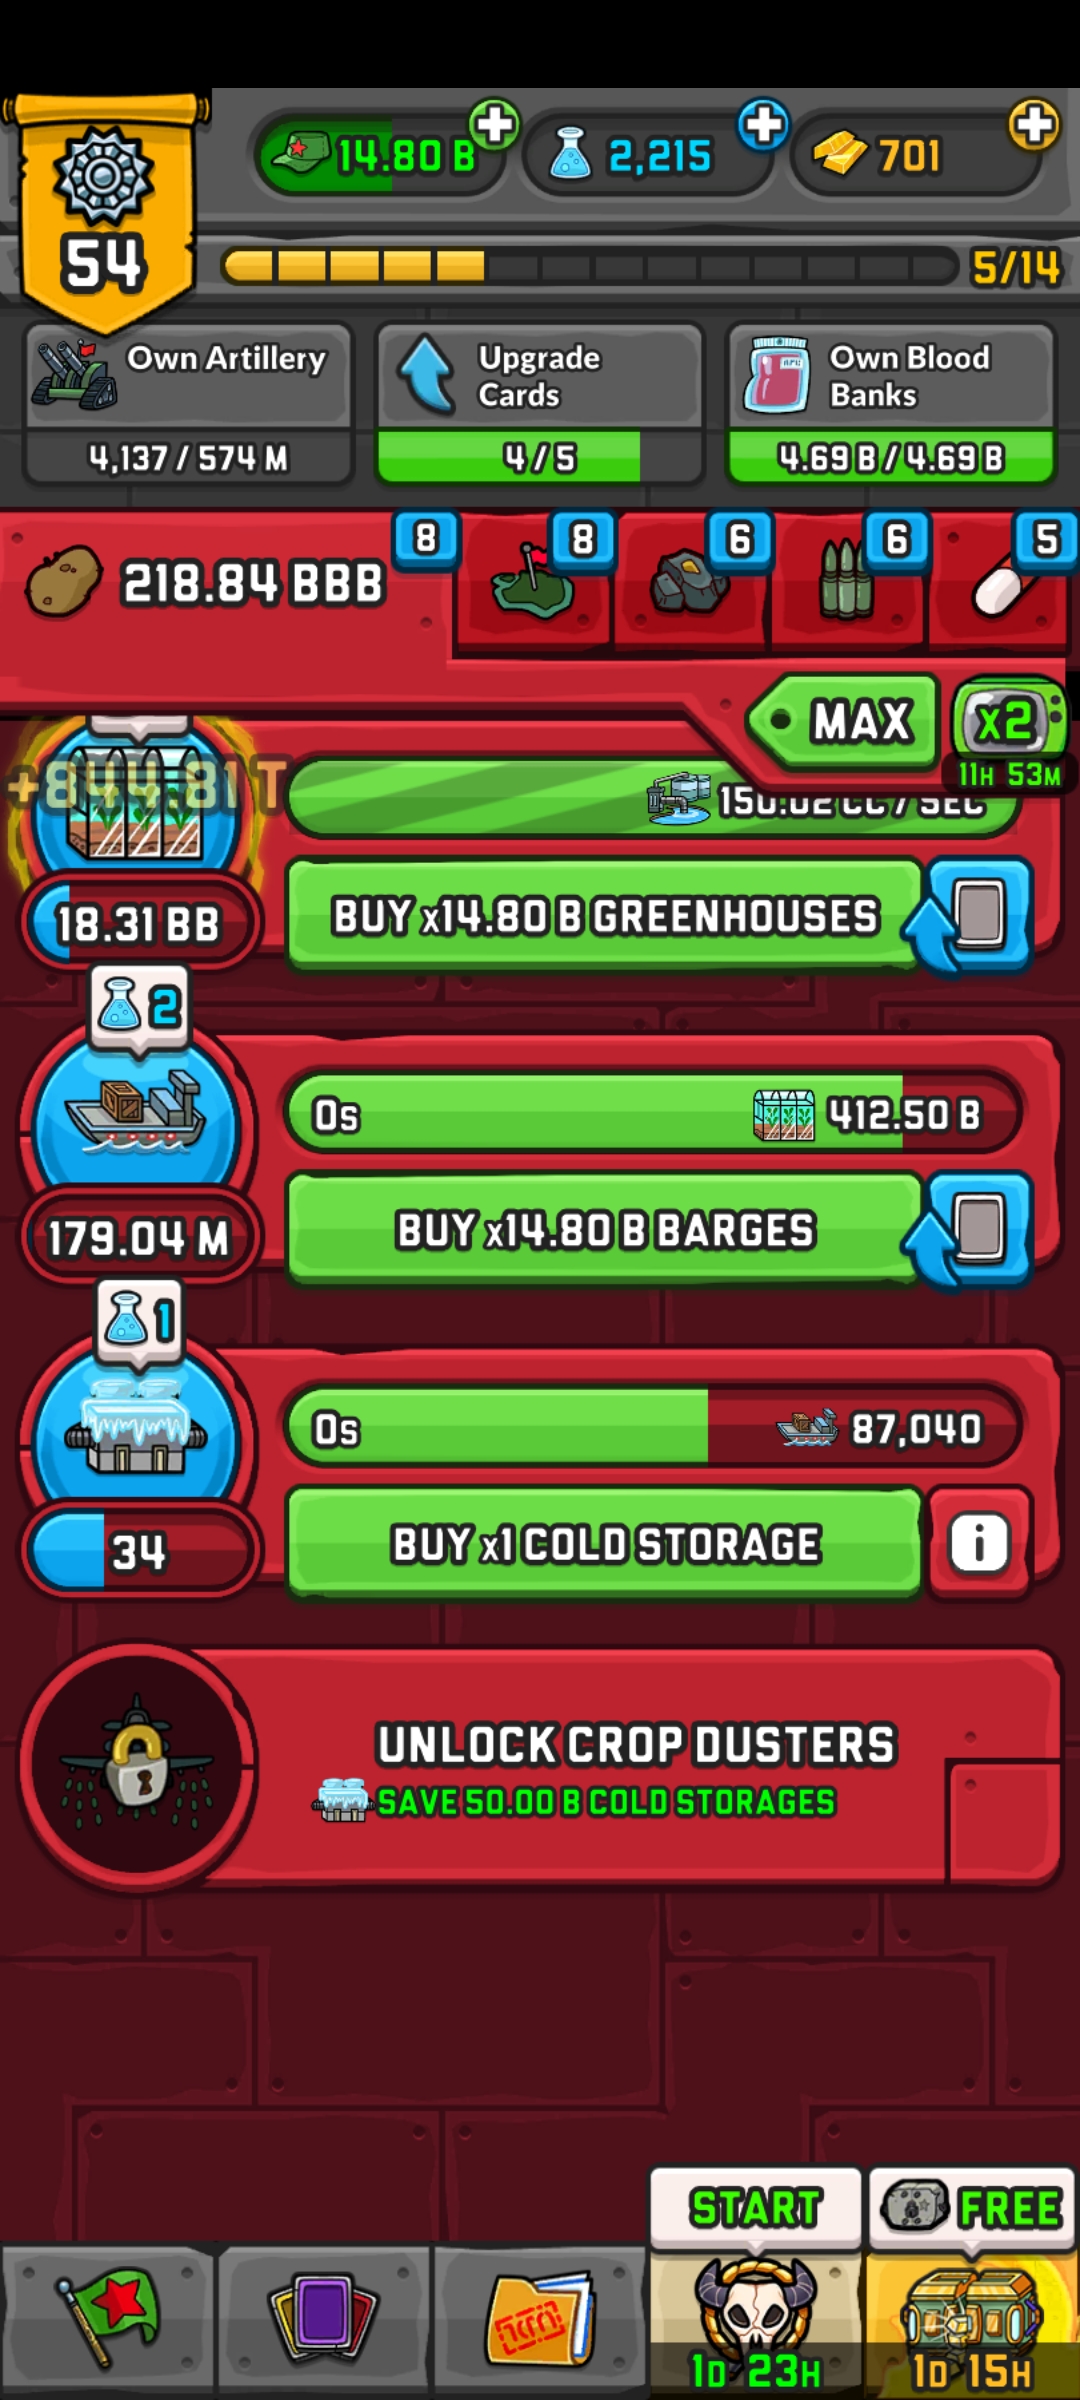 14.80 B
2,215
701
54
5/14
Own Artillery
4,137 / 574 M
Upgrade
Cards
4 / 5
Own Blood
Banks
4.69 B / 4.69 B
218.84 BBB
8
8
6
6
5
MAX
x2
11H 53M
+844.81 T
150.02 CC / SEC
18.31 BB
BUY x14.80 B GREENHOUSES
2
0s
412.50 B
179.04 M
BUY x14.80 B BARGES
1
0s
87,040
34
BUY x1 COLD STORAGE
i
UNLOCK CROP DUSTERS
SAVE 50.00 B COLD STORAGES
START
FREE
1D 23H
1D 15H